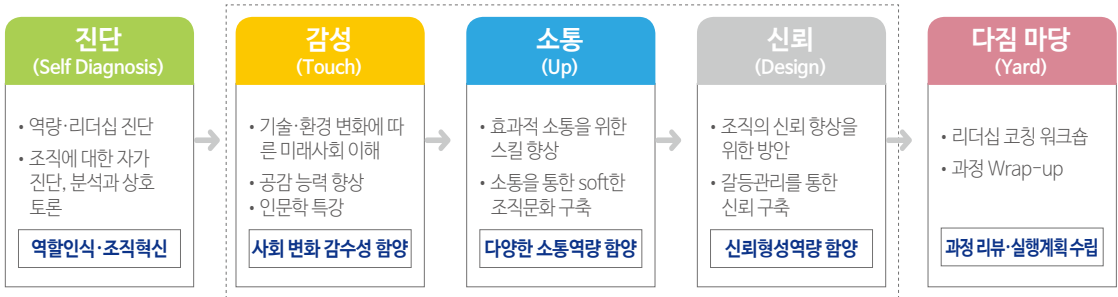 진단
(Self Diagnosis)
• 역량·리더십 진단
• 조직에 대한 자가
진단, 분석과 상호
토론
역할인식·조직혁신
감성
(Touch)
• 기술·환경 변화에 따
른 미래사회 이해
• 공감 능력 향상
• 인문학 특강
사회 변화 감수성 함양
소통
(Up)
• 효과적 소통을 위한
스킬 향상
• 소통을 통한 soft한
조직문화 구축
다양한 소통역량 함양
신뢰
(Design)
• 조직의 신뢰 향상을
위한 방안
• 갈등관리를 통한
신뢰 구축
신뢰형성역량 함양
다짐 마당
(Yard)
• 리더십 코칭 워크숍
• 과정 Wrap-up
과정 리뷰·실행계획 수립